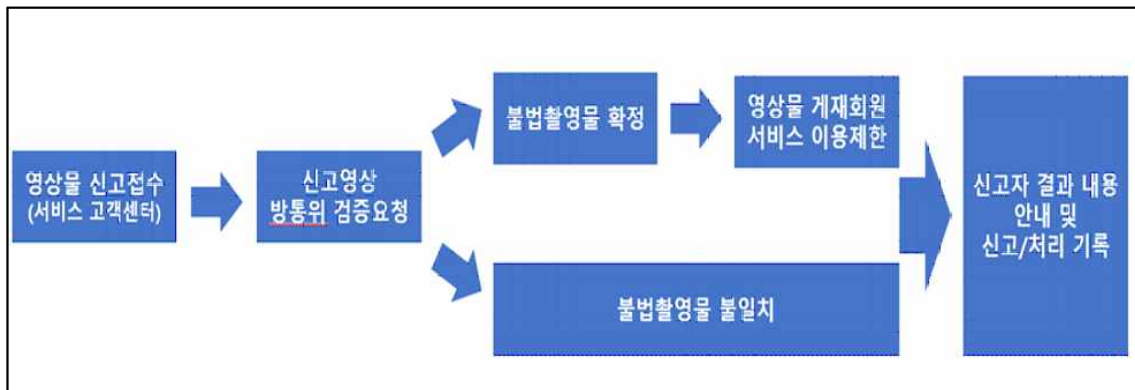 영상물 신고접수
(서비스 고객센터)
신고영상
방통위 검증요청
불법촬영물 확정
영상물 게재회원
서비스 이용제한
불법촬영물 불일치
신고자 결과 내용
안내 및
신고/처리 기록